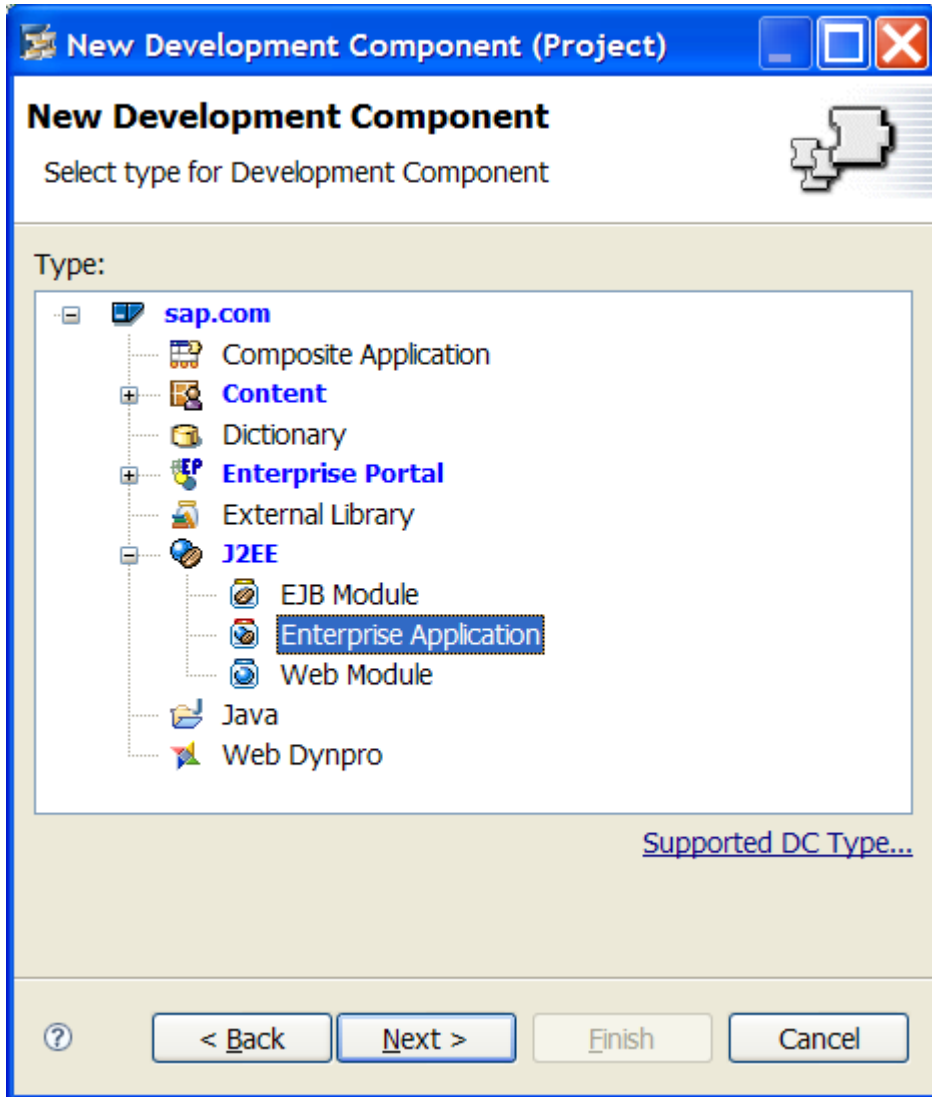 New Development Component (Project)
New Development Component
Select type for Development Component
Type:
sap.com
Composite Application
Content
Dictionary
EP
Enterprise Portal
External Library
J2EE
EJB Module
Enterprise Application
Web Module
Java
Web Dynpro
Supported DC Type...
?
< Back Next > Finish Cancel